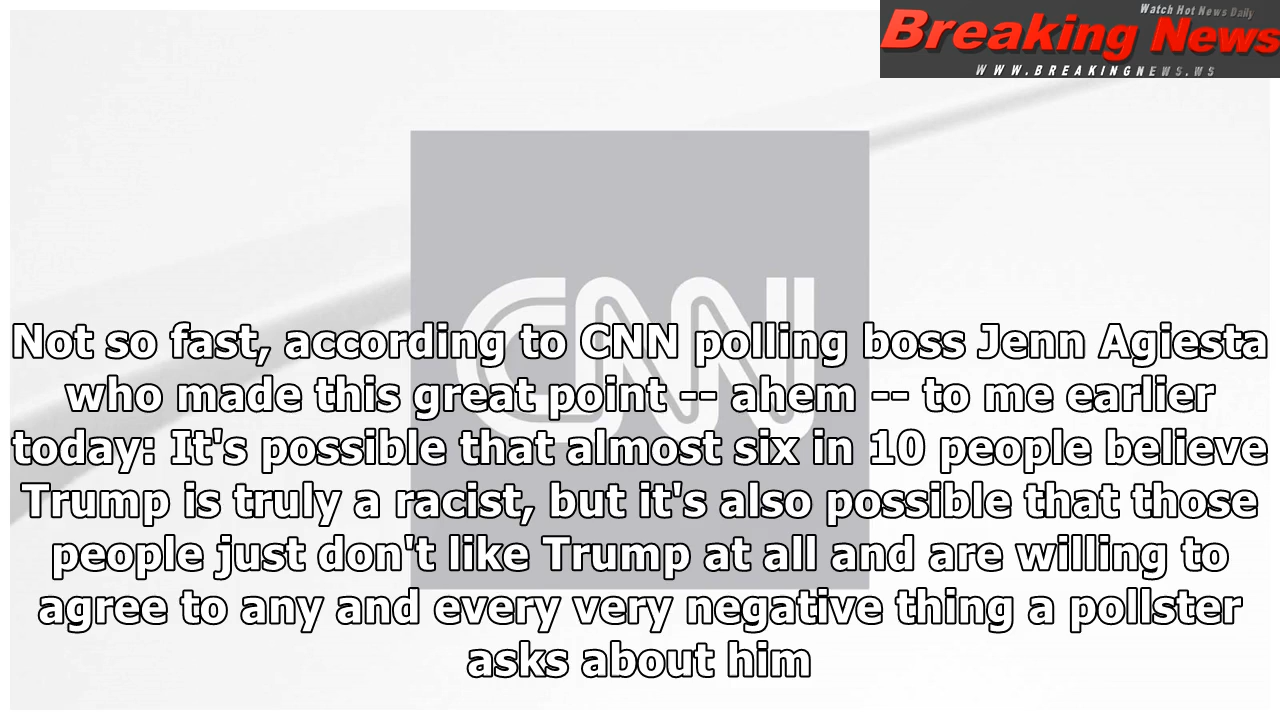 Watch Hot News Daily
Breaking News
WWW.BREAKINGNEWS.WS
CNN
Not so fast, according to CNN polling boss Jenn Agiesta
who made this great point -- ahem -- to me earlier
today: It's possible that almost six in 10 people believe
Trump is truly a racist, but it's also possible that those
people just don't like Trump at all and are willing to
agree to any and every very negative thing a pollster
asks about him